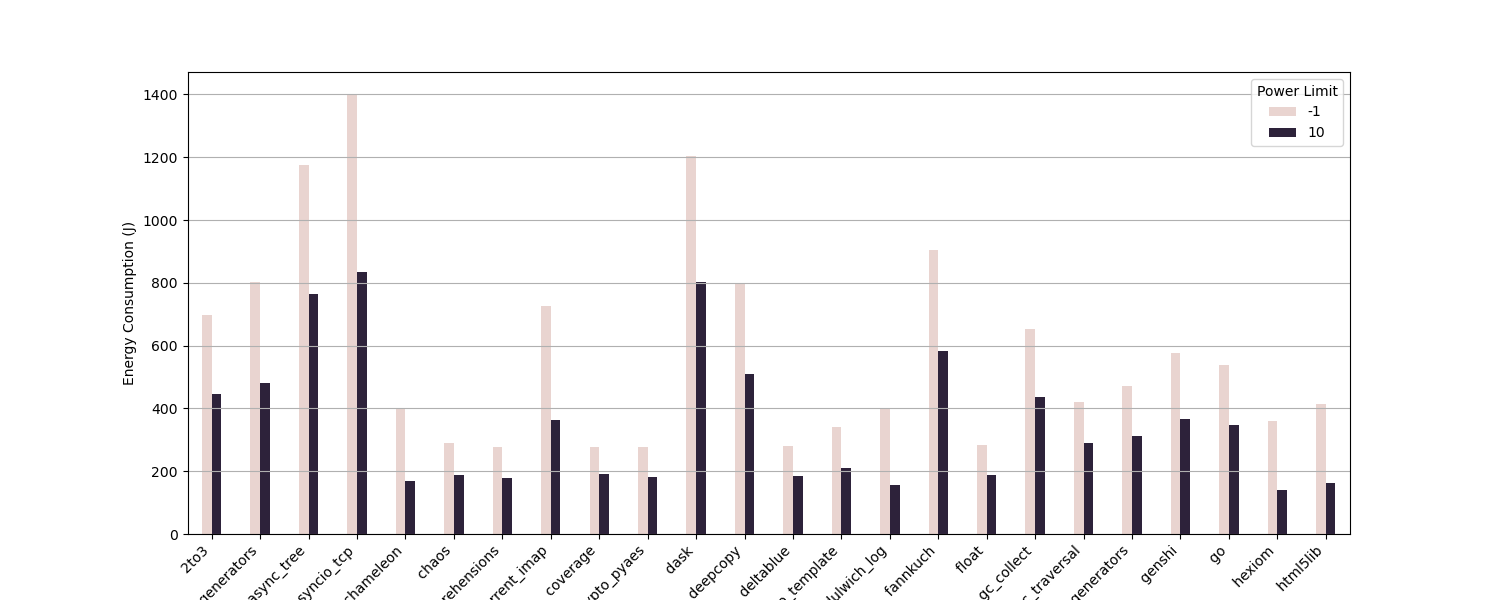 Power Limit
-1
10
Energy Consumption (J)
1400
1200
1000
800
600
400
200
0
2to3
generators
async_tree
syncio_tcp
chameleon
chaos
rehensions
rrent_imap
coverage
ypto_pyaes
dask
deepcopy
deltablue
o_template
dulwich_log
fannkuch
float
gc_collect
c_traversal
generators
genshi
go
hexiom
html5lib